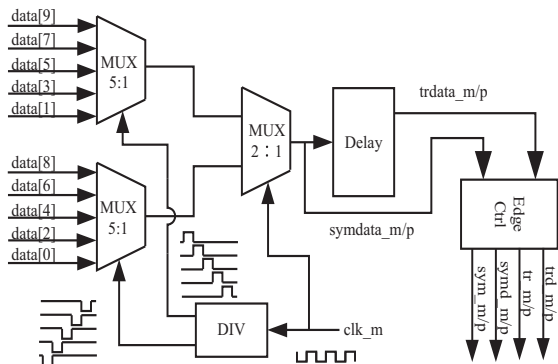 data[9]
data[7]
data[5]
data[3]
data[1]
MUX
5:1
data[8]
data[6]
data[4]
data[2]
data[0]
MUX
5:1
MUX
2：1
Delay
trdata_m/p
symdata_m/p
Edge
Ctrl
DIV
clk_m
sym_m/p
symd_m/p
tr_m/p
trd_m/p